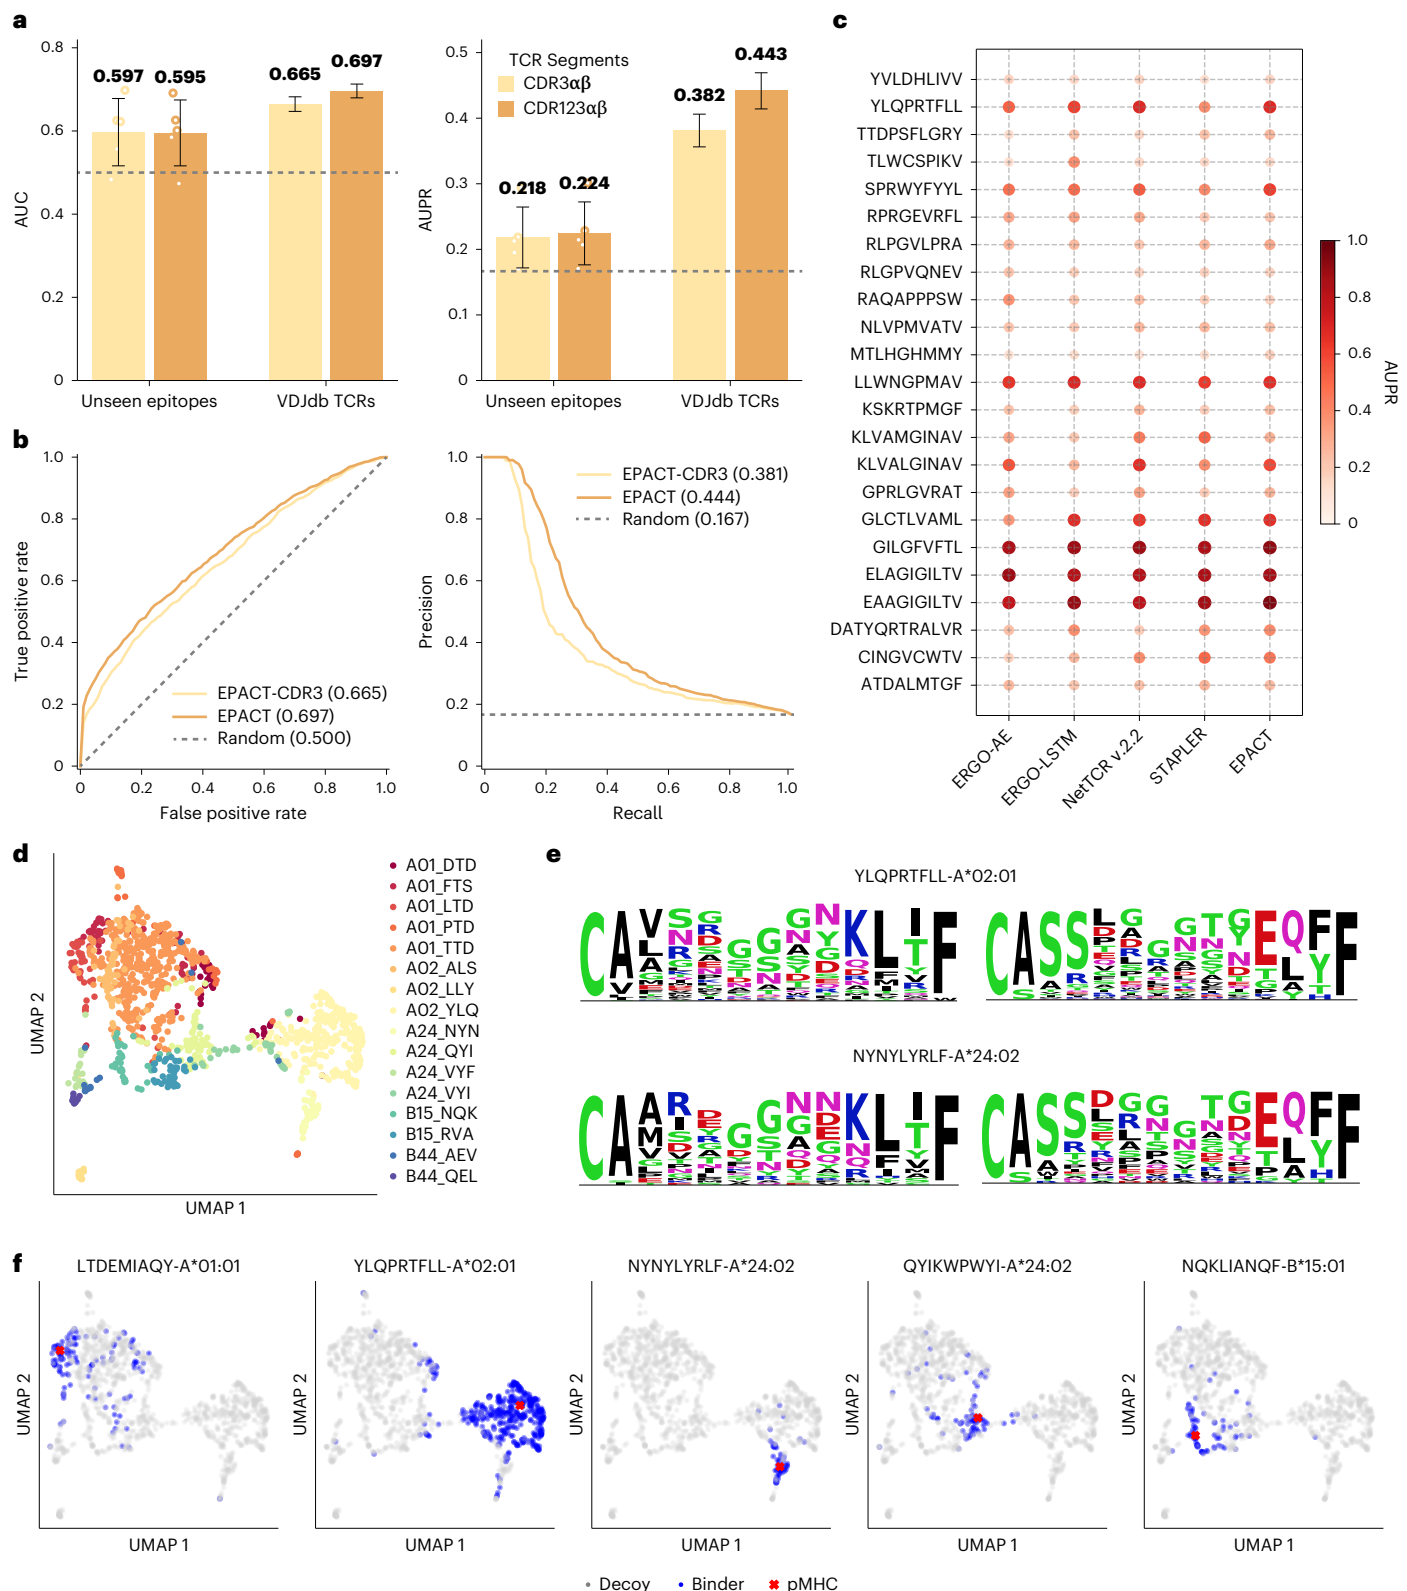 a
0.8
0.6
0.4
0.2
0
AUC
0.597
0.595
0.665
0.697
Unseen epitopes
VDJdb TCRs
0.5
0.4
0.3
0.2
0.1
0
AUPR
TCR Segments
CDR3αβ
CDR123αβ
0.218
0.224
0.382
0.443
Unseen epitopes
VDJdb TCRs
b
1.0
0.8
0.6
0.4
0.2
0
True positive rate
EPACT-CDR3 (0.665)
EPACT (0.697)
Random (0.500)
0
0.2
0.4
0.6
0.8
1.0
False positive rate
1.0
0.8
0.6
0.4
0.2
0
Precision
EPACT-CDR3 (0.381)
EPACT (0.444)
Random (0.167)
0
0.2
0.4
0.6
0.8
1.0
Recall
c
YVLDHLIVV
YLQPRTFLL
TTDPSFLGRY
TLWCSPIKV
SPRWYFYYL
RPRGEVRFL
RLPGVLPRA
RLGPVQNEV
RAQAPPPSW
NLVPMVATV
MTLHGHMMY
LLWNGPMAV
KSKRTPMGF
KLVAMGINAV
KLVALGINAV
GPRLGVRAT
GLCTLVAML
GILGFVFTL
ELAGIGILTV
EAAGIGILTV
DATYQRTRALVR
CINGVCWTV
ATDALMTGF
ERGO-AE
ERGO-LSTM
NetTCR v.2.2
STAPLER
EPACT
1.0
0.8
0.6
0.4
0.2
0
AUPR
d
UMAP 2
UMAP 1
A01_DTD
A01_FTS
A01_LTD
A01_PTD
A01_TTD
A02_ALS
A02_LLY
A02_YLQ
A24_NYN
A24_QYI
A24_VYF
A24_VYI
B15_NQK
B15_RVA
B44_AEV
B44_QEL
e
YLQPRTFLL-A*02:01
NYNYLYRLF-A*24:02
f
LTDEMIAQY-A*01:01
YLQPRTFLL-A*02:01
NYNYLYRLF-A*24:02
QYIKWPWYI-A*24:02
NQKLIANQF-B*15:01
UMAP 2
UMAP 2
UMAP 2
UMAP 2
UMAP 2
UMAP 1
UMAP 1
UMAP 1
UMAP 1
UMAP 1
Decoy
Binder
pMHC